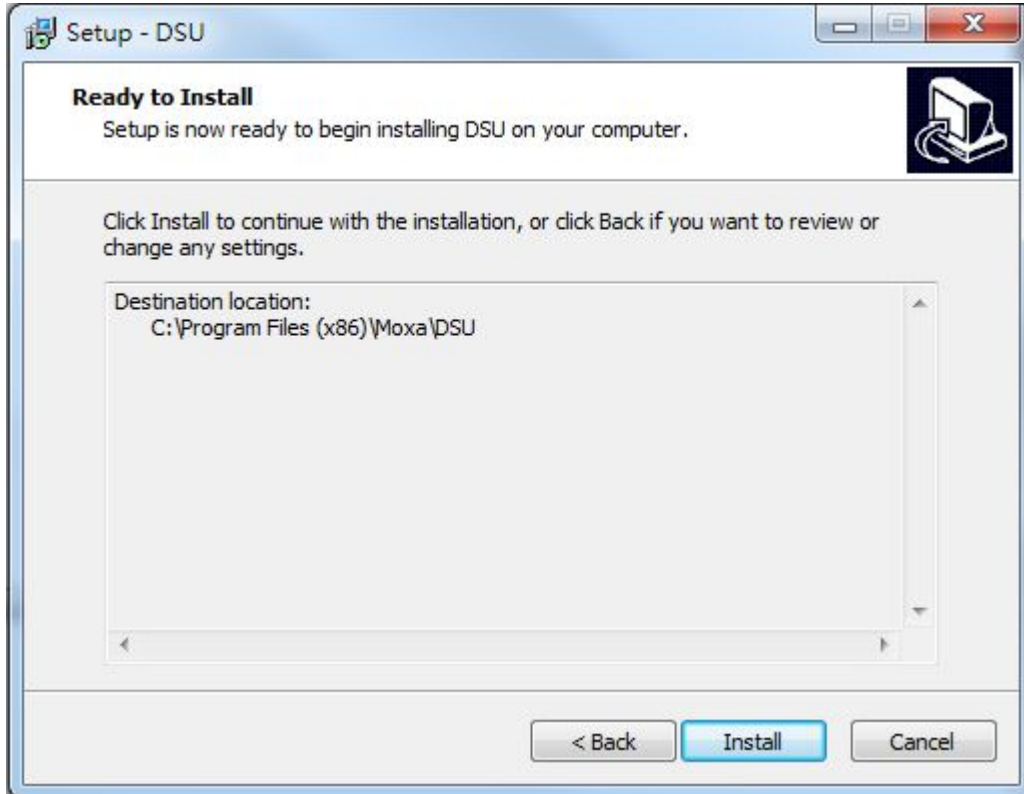 Setup - DSU
Ready to Install
Setup is now ready to begin installing DSU on your computer.
Click Install to continue with the installation, or click Back if you want to review or
change any settings.
Destination location:
C:\Program Files (x86)\Moxa\DSU
< Back
Install
Cancel